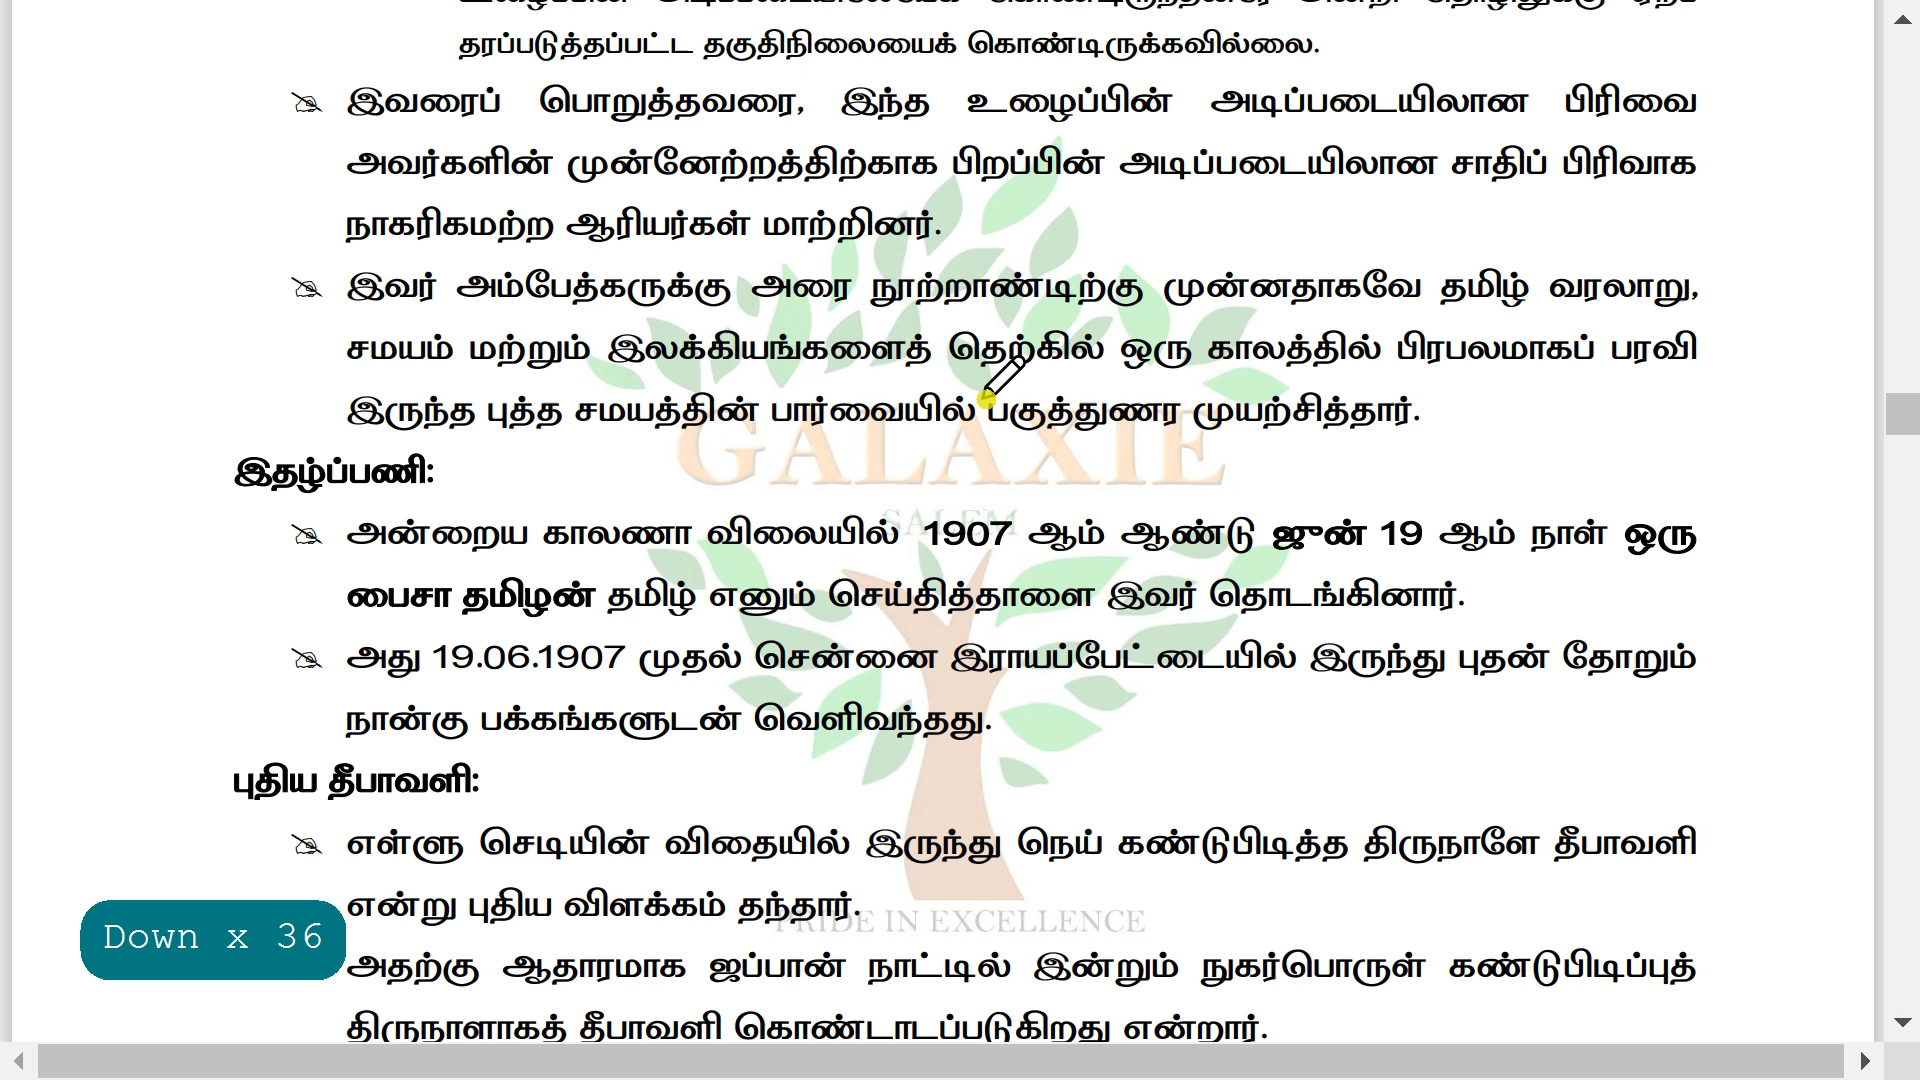 தரப்படுத்தப்பட்ட தகுதிநிலையைக் கொண்டிருக்கவில்லை.
இவரைப் பொறுத்தவரை, இந்த உழைப்பின் அடிப்படையிலான பிரிவை
அவர்களின் முன்னேற்றத்திற்காக பிறப்பின் அடிப்படையிலான சாதிப் பிரிவாக
நாகரிகமற்ற ஆரியர்கள் மாற்றினர்.
இவர் அம்பேத்கருக்கு அரை நூற்றாண்டிற்கு முன்னதாகவே தமிழ் வரலாறு,
சமயம் மற்றும் இலக்கியங்களைத் தெற்கில் ஒரு காலத்தில் பிரபலமாகப் பரவி
இருந்த புத்த சமயத்தின் பார்வையில் பகுத்துணர முயற்சித்தார்.
GALAXIE
இதழ்ப்பணி:
SALEM
அன்றைய காலணா விலையில் 1907 ஆம் ஆண்டு ஜுன் 19 ஆம் நாள் ஒரு
பைசா தமிழன் தமிழ் எனும் செய்தித்தாளை இவர் தொடங்கினார்.
அது 19.06.1907 முதல் சென்னை இராயப்பேட்டையில் இருந்து புதன் தோறும்
நான்கு பக்கங்களுடன் வெளிவந்தது.
புதிய தீபாவளி:
எள்ளு செடியின் விதையில் இருந்து நெய் கண்டுபிடித்த திருநாளே தீபாவளி
என்று புதிய விளக்கம் தந்தார்.
PRIDE IN EXCELLENCE
Down x 36
அதற்கு ஆதாரமாக ஜப்பான் நாட்டில் இன்றும் நுகர்பொருள் கண்டுபிடிப்புத்
திருநாளாகத் தீபாவளி கொண்டாடப்படுகிறது என்றார்.